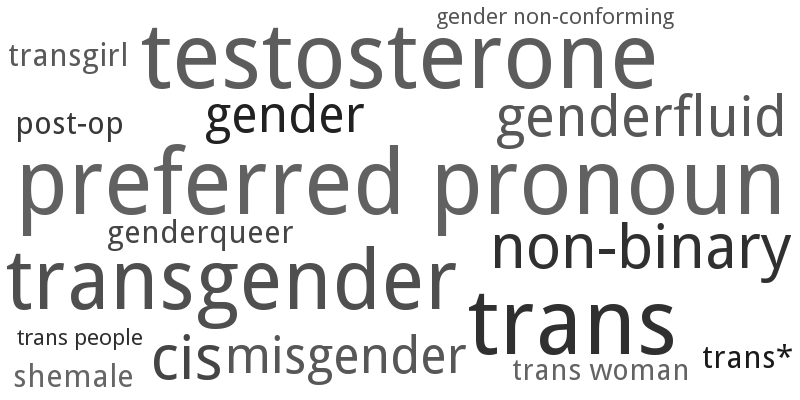 gender non-conforming
transgirl
testosterone
post-op
gender
genderfluid
preferred pronoun
genderqueer
non-binary
transgender
trans
trans people
cis
misgender
trans*
shemale
trans woman